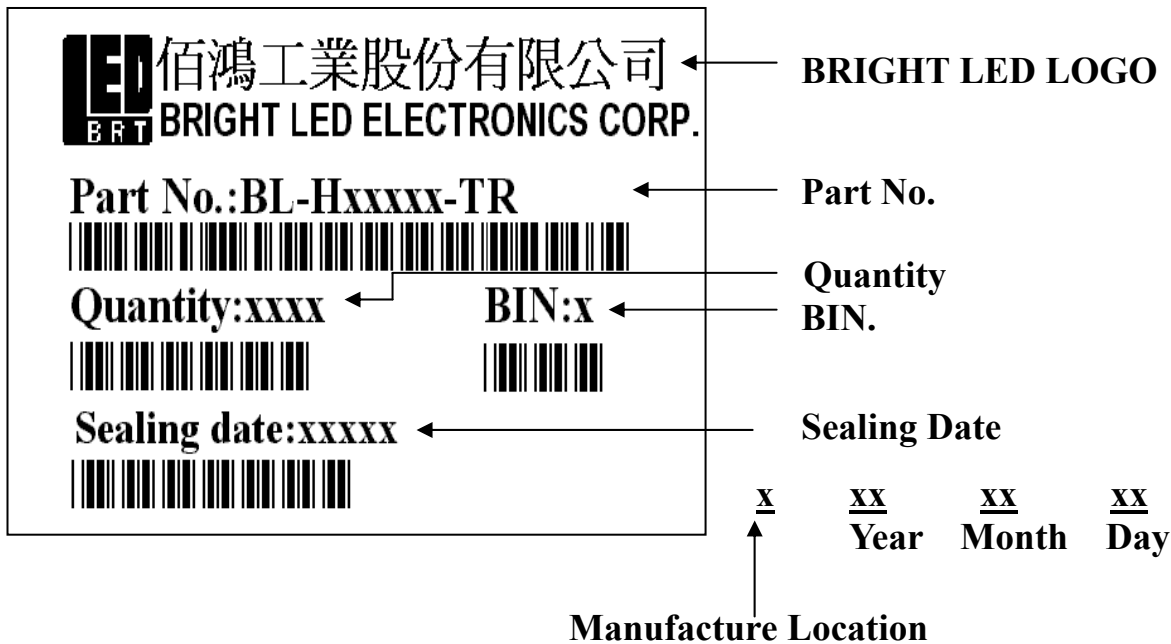 LED
BRT
佰鴻工業股份有限公司
BRIGHT LED ELECTRONICS CORP.
BRIGHT LED LOGO
Part No.:BL-Hxxxxx-TR
Part No.
Quantity:xxxx
BIN:x
Quantity
BIN.
Sealing date:xxxxx
Sealing Date
x xx xx xx
Year Month Day
Manufacture Location